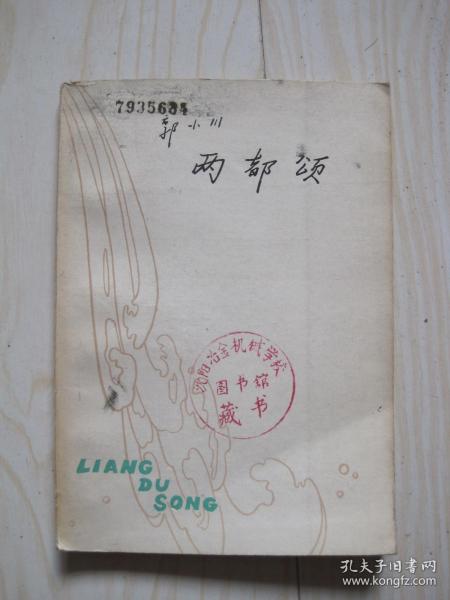 7935684
郭小川
两都颂
沈阳冶金机械学校
图书馆
藏书
LIANG
DU
SONG
孔夫子旧书网
www.kongfz.com